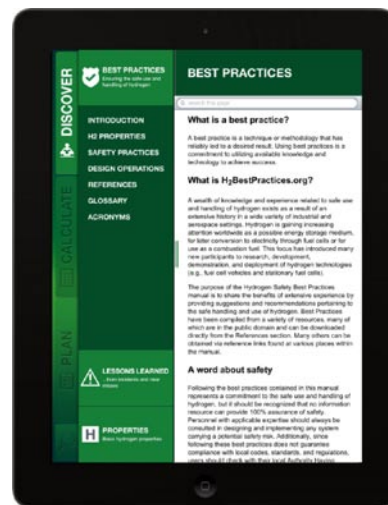 DISCOVER
CALCULATE
PLAN
BEST PRACTICES
Ensuring the safe use and
handling of hydrogen
INTRODUCTION
H2 PROPERTIES
SAFETY PRACTICES
DESIGN OPERATIONS
REFERENCES
GLOSSARY
ACRONYMS
LESSONS LEARNED
...from incidents and near
misses
H
PROPERTIES
Basic hydrogen properties
BEST PRACTICES
search this page
What is a best practice?
A best practice is a technique or methodology that has
reliably led to a desired result. Using best practices is a
commitment to utilizing available knowledge and
technology to achieve success.
What is H₂BestPractices.org?
A wealth of knowledge and experience related to safe use
and handling of hydrogen exists as a result of an
extensive history in a wide variety of industrial and
aerospace settings. Hydrogen is gaining increasing
attention worldwide as a possible energy storage medium,
for later conversion to electricity through fuel cells or for
use as a combustion fuel. This focus has introduced many
new participants to research, development,
demonstration, and deployment of hydrogen technologies
(e.g., fuel cell vehicles and stationary fuel cells).
The purpose of the Hydrogen Safety Best Practices
manual is to share the benefits of extensive experience by
providing suggestions and recommendations pertaining to
the safe handling and use of hydrogen. Best Practices
have been compiled from a variety of resources, many of
which are in the public domain and can be downloaded
directly from the References section. Many others can be
obtained via reference links found at various places within
the manual.
A word about safety
Following the best practices contained in this manual
represents a commitment to the safe use and handling of
hydrogen, but it should be recognized that no information
resource can provide 100% assurance of safety.
Personnel with applicable expertise should always be
consulted in designing and implementing any system
carrying a potential safety risk. Additionally, since
following these best practices does not guarantee
compliance with local codes, standards, and regulations,
users should check with their local Authority Having